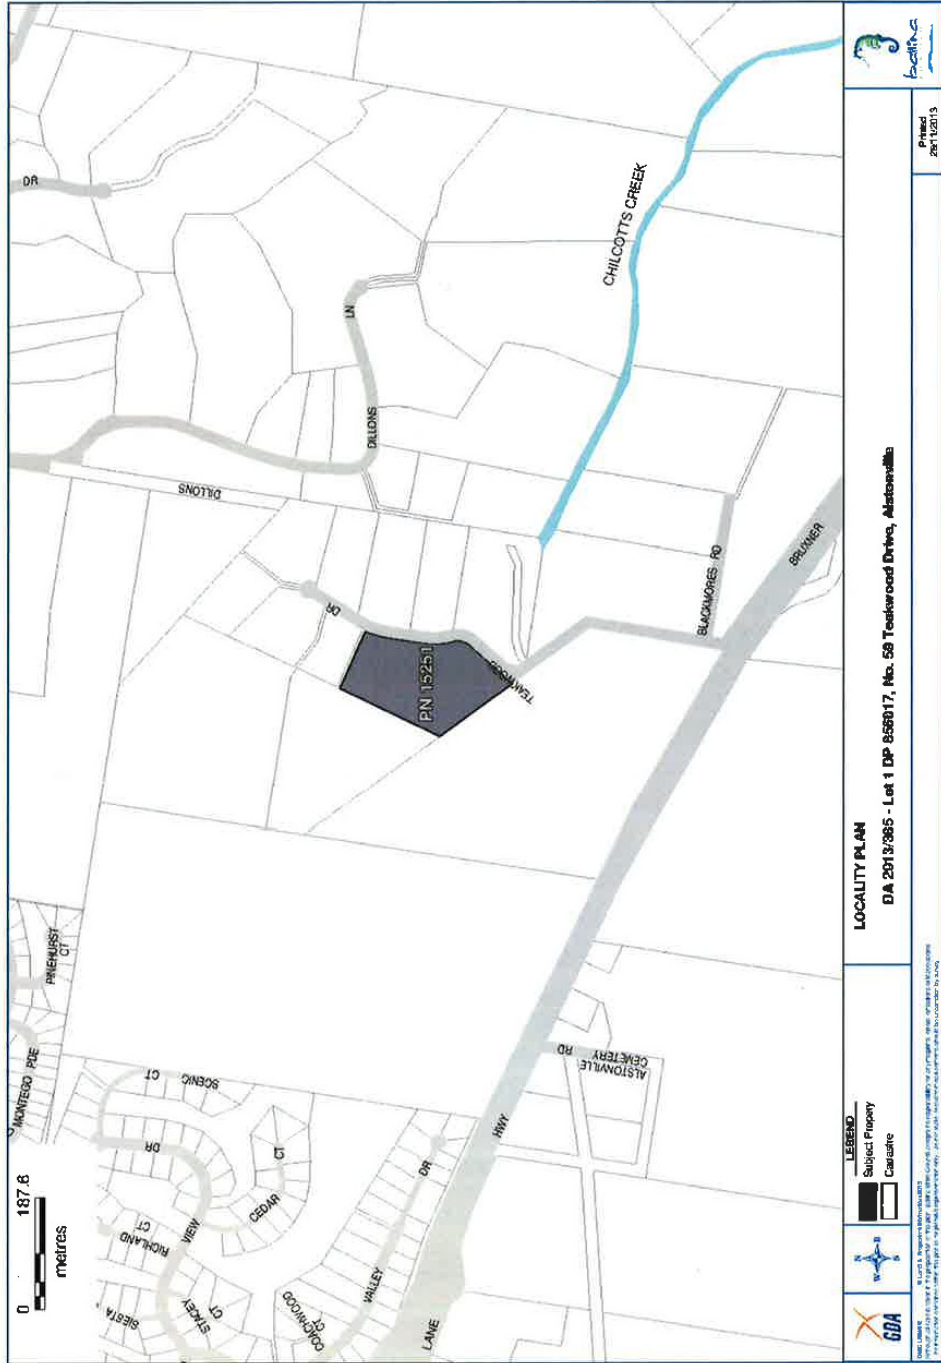 0 187.6
metres
MONTEGO PDE
PINEHURST
CT
SIESTA
RICHLAND
CT
STACEY
CT
VIEW
DR
SCENIC CT
CEDAR
CT
COACHWOOD
CT
VALLEY
DR
LANE
HWY
ALSTONVILLE
CEMETERY RD
PN 15251
TEAKWOOD
DR
DILLONS
DILLONS
LN
DR
CHILCOTTS CREEK
BLACKMORES RD
BRUXNER
GDA
N
E
S
W
LEGEND
Subject Property
Cadastre
LOCALITY PLAN
DA 2013/365 - Lot 1 DP 856017, No. 59 Teakwood Drive, Alstonville
Printed
29/11/2013
ballina